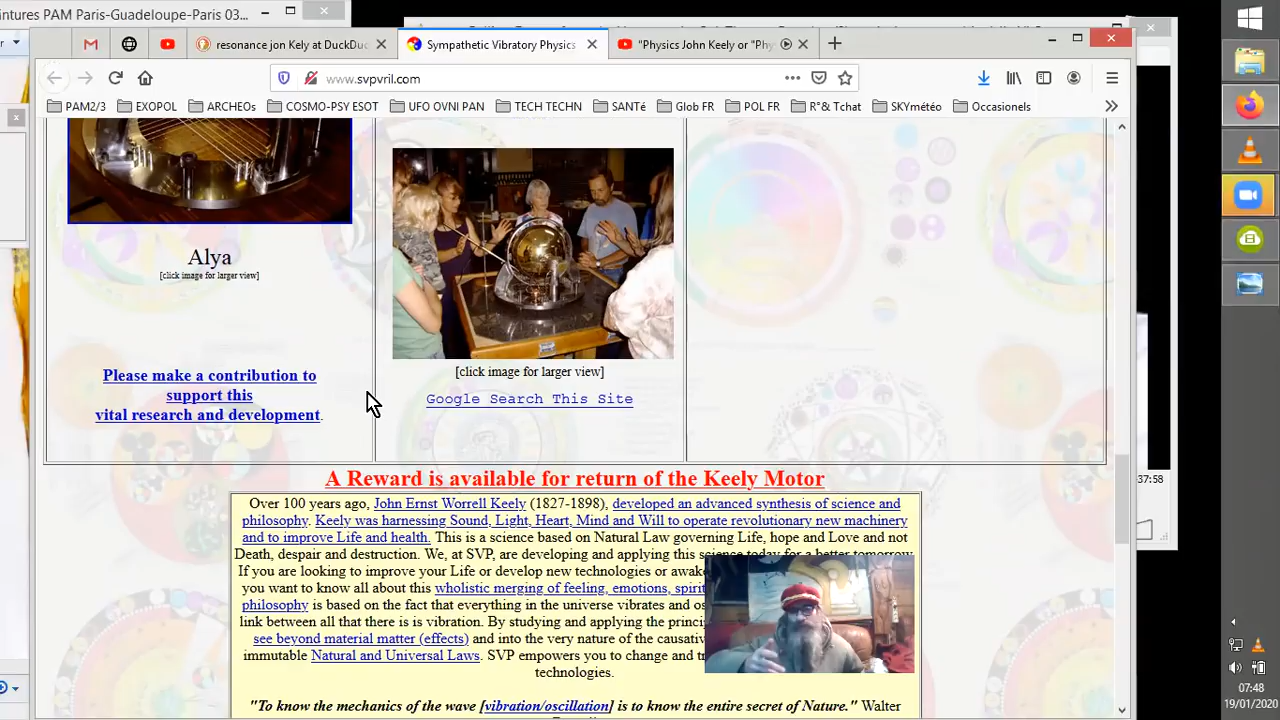 intures PAM Paris-Guadeloupe-Paris 03...
resonance jon Kely at DuckDuc
Sympathetic Vibratory Physics
"Physics John Keely or "Phy
www.svpvril.com
PAM2/3 EXOPOL ARCHEOs COSMO-PSY ESOT UFO OVNI PAN TECH TECHN SANTé Glob FR POL FR R°& Tchat SKYmétéo Occasionels
Alya
[click image for larger view]
Please make a contribution to
support this
vital research and development.
[click image for larger view]
Google Search This Site
A Reward is available for return of the Keely Motor
Over 100 years ago, John Ernst Worrell Keely (1827-1898), developed an advanced synthesis of science and
philosophy. Keely was harnessing Sound, Light, Heart, Mind and Will to operate revolutionary new machinery
and to improve Life and health. This is a science based on Natural Law governing Life, hope and Love and not
Death, despair and destruction. We, at SVP, are developing and applying this science today for a better tomorrow.
If you are looking to improve your Life or develop new technologies or awak
you want to know all about this wholistic merging of feeling, emotions, spirit
philosophy is based on the fact that everything in the universe vibrates and os
link between all that there is is vibration. By studying and applying the princip
see beyond material matter (effects) and into the very nature of the causativ
immutable Natural and Universal Laws. SVP empowers you to change and tr
technologies.
"To know the mechanics of the wave [vibration/oscillation] is to know the entire secret of Nature." Walter
37:58
07:48
19/01/2020